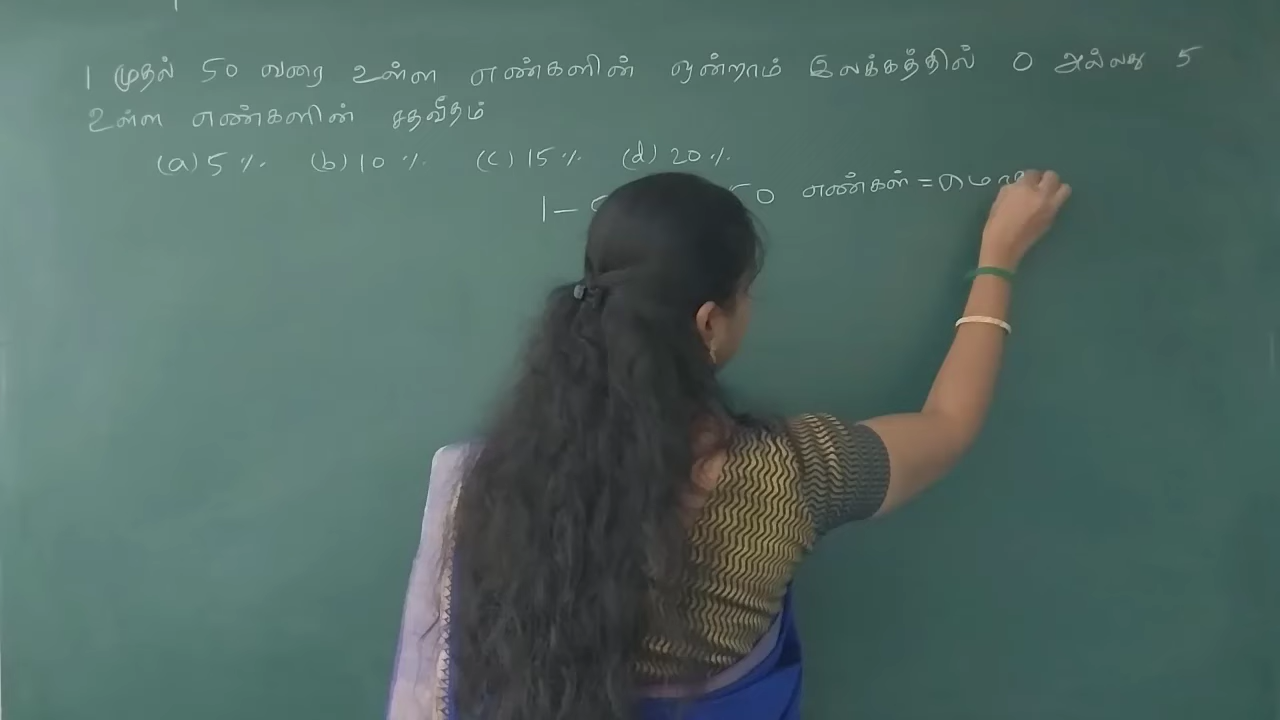 1 முதல் 50 வரை உள்ள எண்களின் ஒன்றாம் இலக்கத்தில் 0 அல்லது 5
உள்ள எண்களின் சதவீதம்
(a) 5 % (b) 10 % (c) 15 % (d) 20 %
1 – 50 எண்கள் =